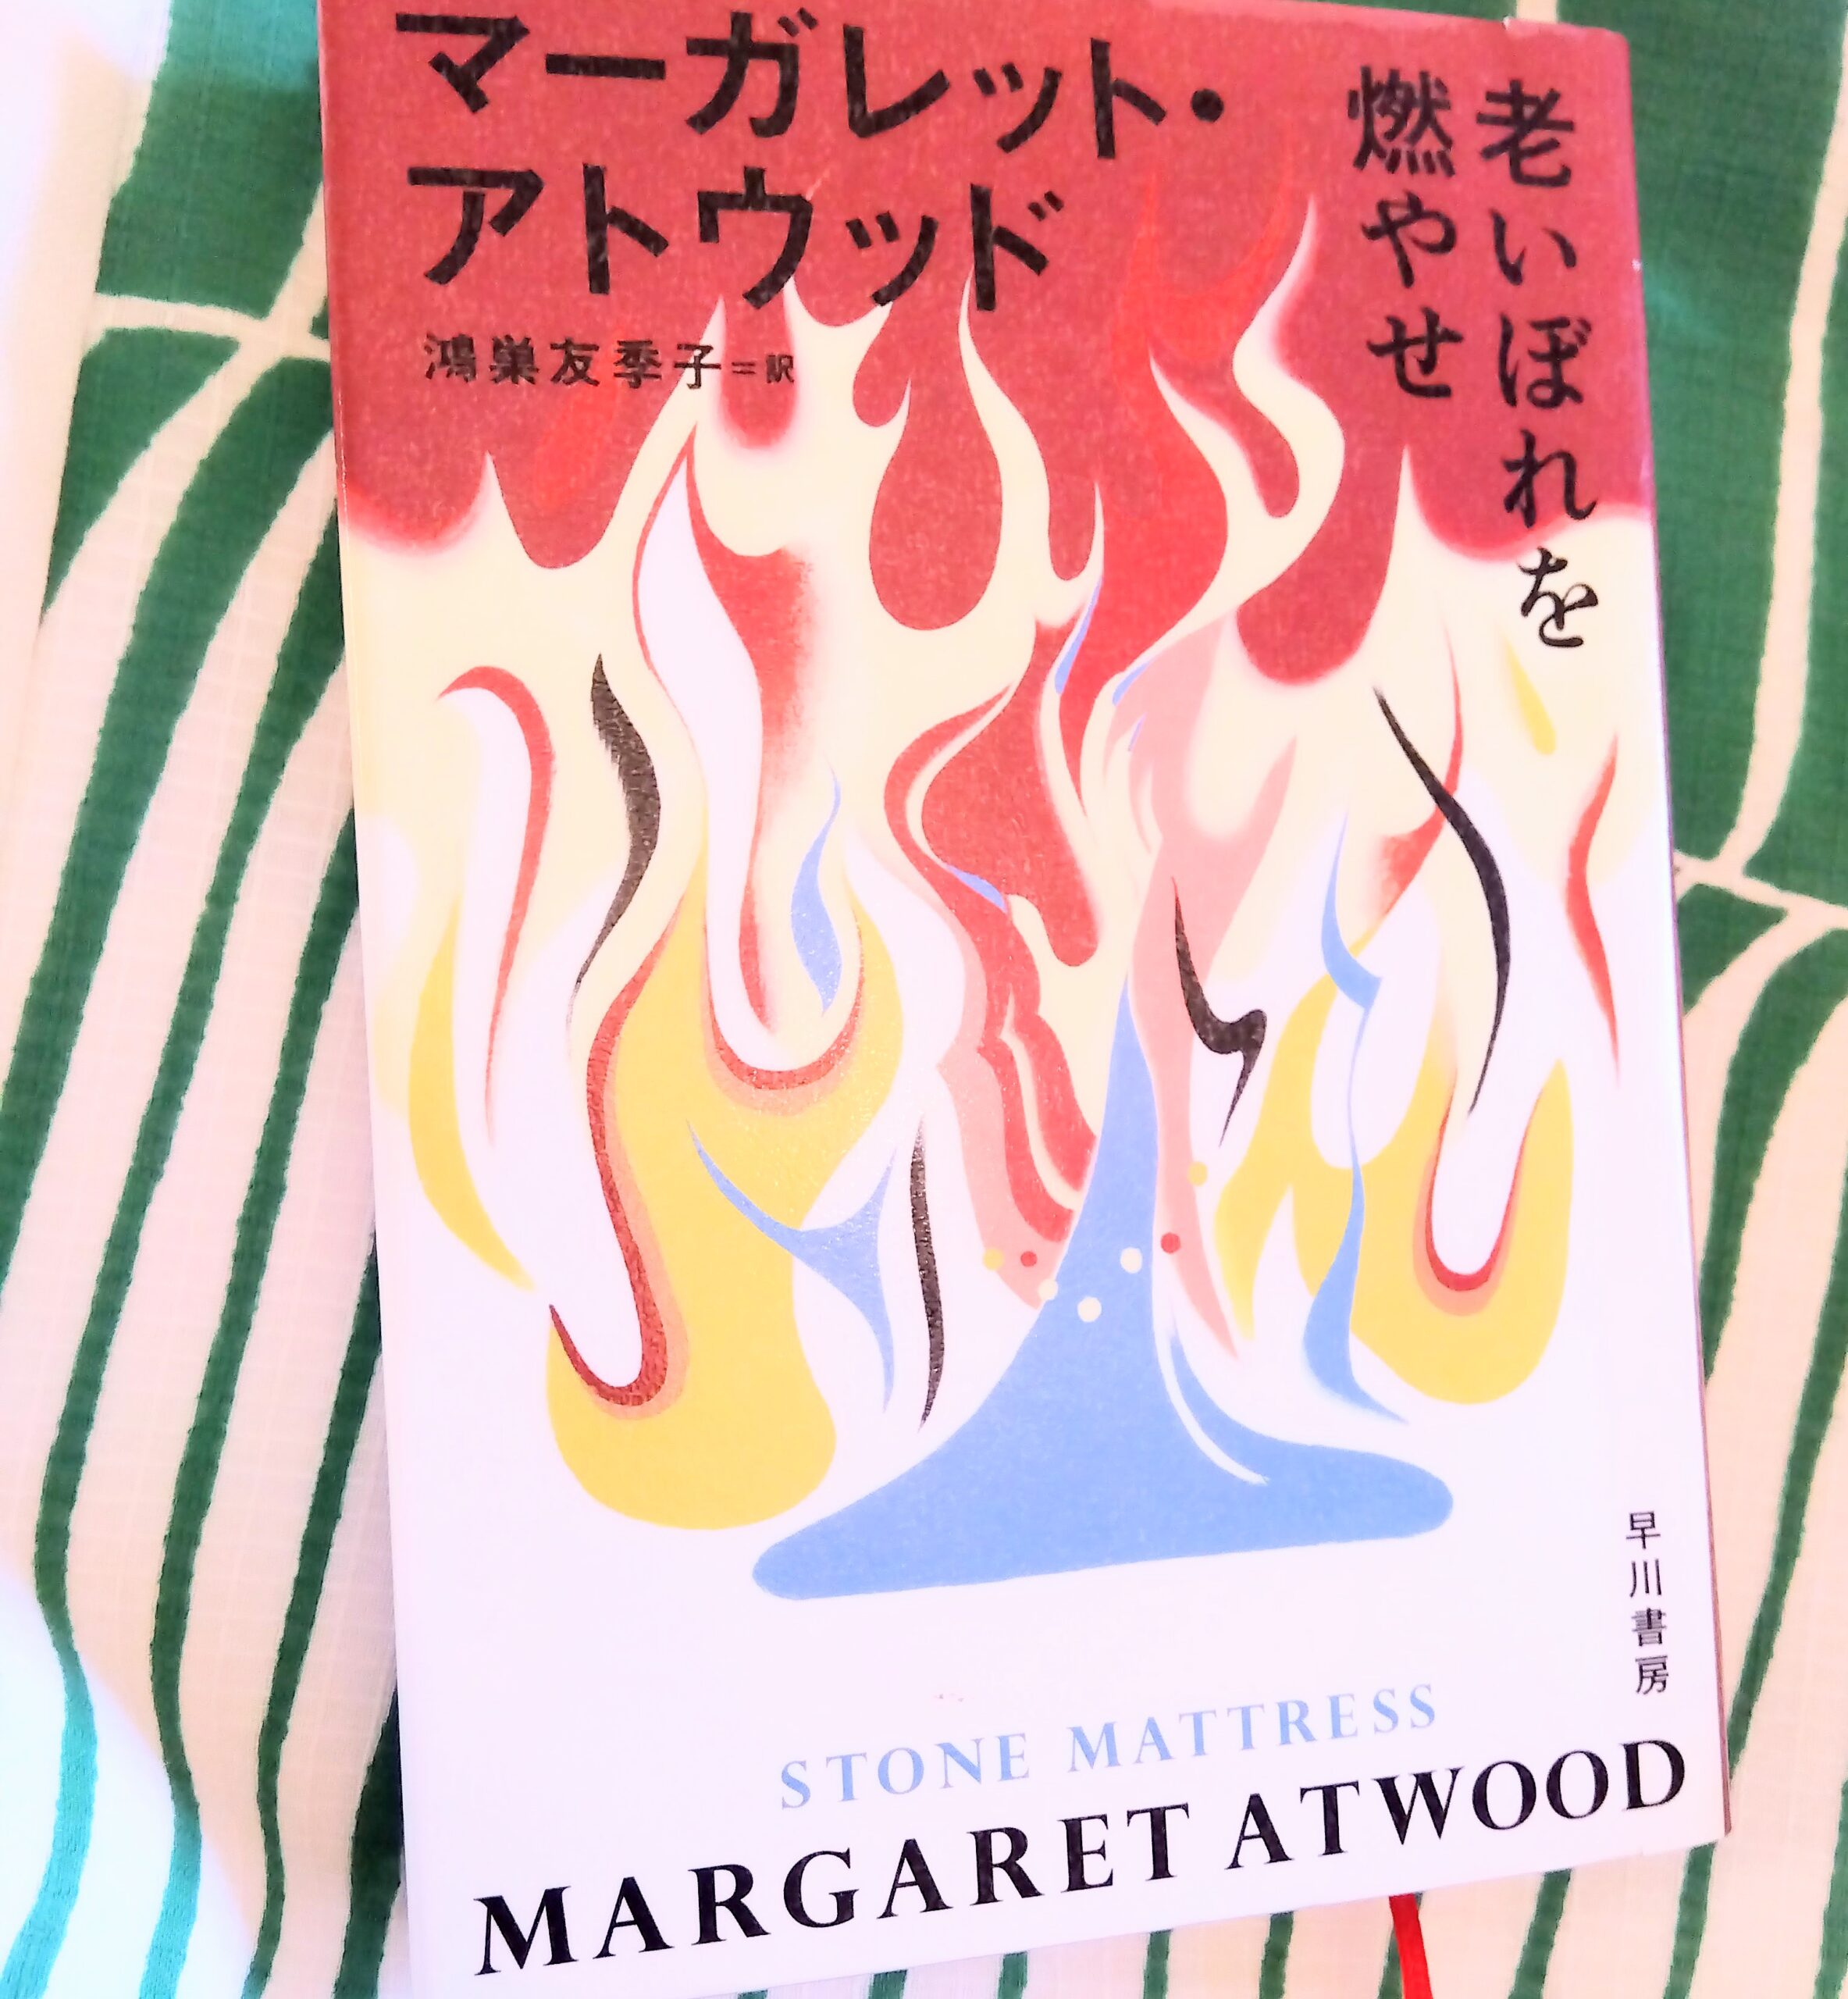 マーガレット・
アトウッド
鴻巣友季子=訳
老いぼれを
燃やせ
早川書房
STONE MATTRESS
MARGARET ATWOOD